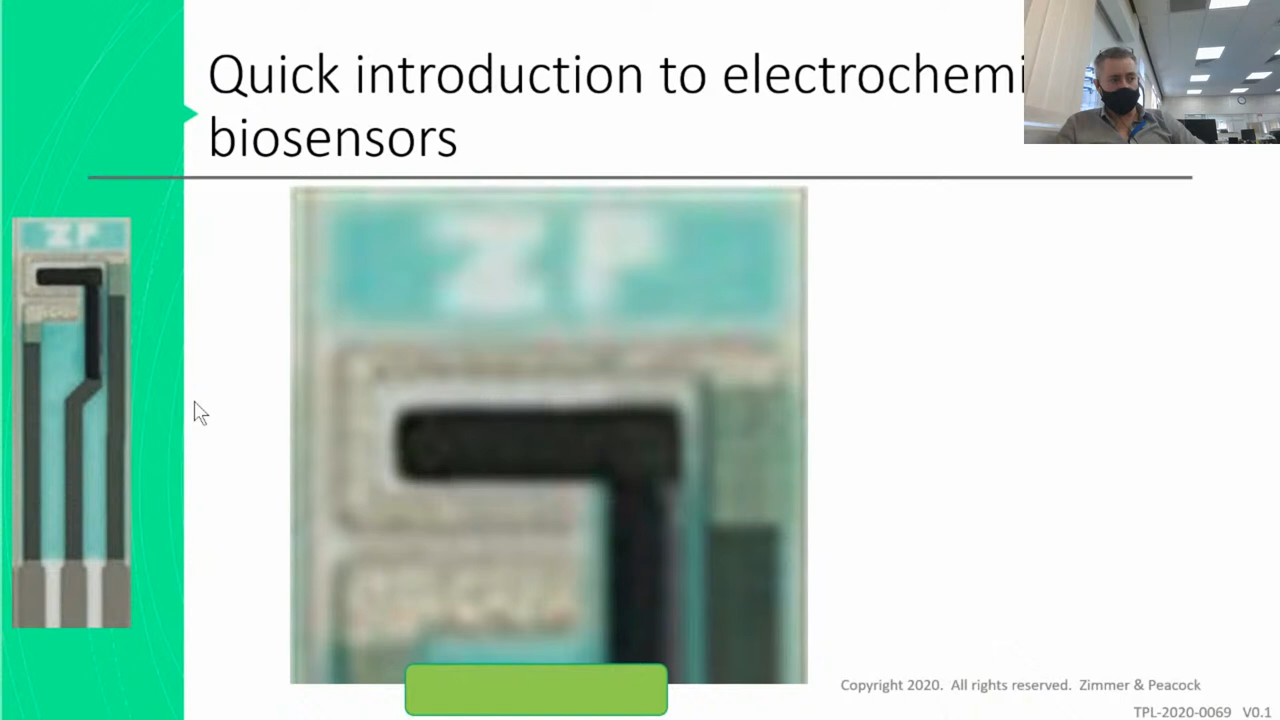 Quick introduction to electrochemi
biosensors
ZP
ZP
Copyright 2020. All rights reserved. Zimmer & Peacock
TPL-2020-0069 V0.1